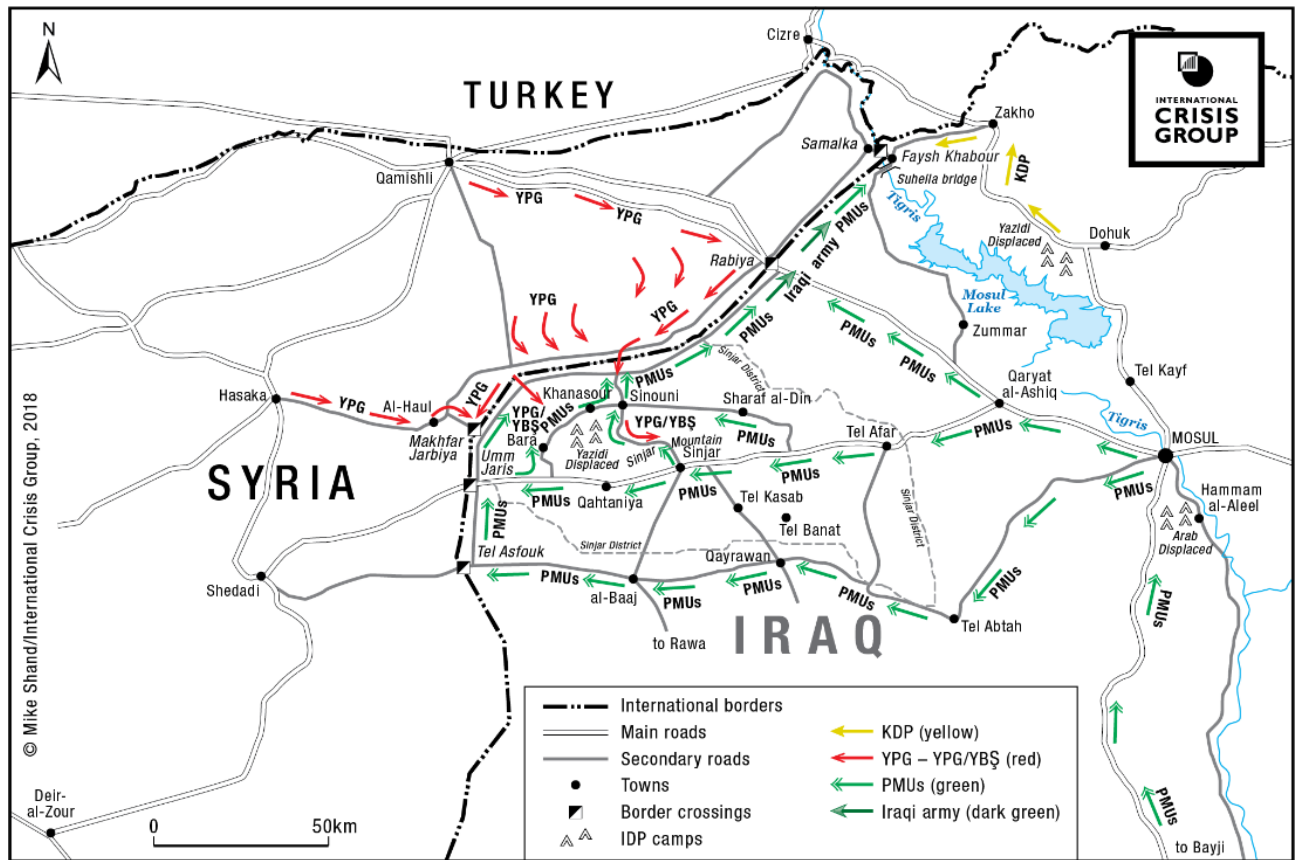 N
Cizre
TURKEY
INTERNATIONAL
CRISIS
GROUP
Zakho
Samalka
Faysh Khabour
Suhella bridge
KDP
Qamishli
YPG
YPG
Tigris
Yazidi
Displaced
Dohuk
Rabiya
Iraqi army
PMUs
Mosul
Lake
YPG
YPG
PMUs
PMUs
Zummar
PMUs
Sinjar District
Tel Kayf
Hasaka
YPG
Al-Haul
YPG
Khanasour
PMUs
Sinouni
Sharaf al-Din
Qaryat
al-Ashiq
Tigris
Makhfar
Jarbiya
YPG/
YBŞ
PMUs
Bara
Yazidi
Displaced
YPG/YBŞ
PMUs
Mountain
Sinjar
Sinjar
Tel Afar
PMUs
MOSUL
Umm
Jaris
SYRIA
PMUs
PMUs
PMUs
PMUs
Qahtaniya
Hammam
al-Aleel
PMUs
Tel Kasab
Tel Banat
Sinjar District
Arab
Displaced
Tel Asfouk
Sinjar District
Qayrawan
Shedadi
PMUs
al-Baaj
PMUs
PMUs
PMUs
PMUs
PMUs
Tel Abtah
to Rawa
IRAQ
© Mike Shand/International Crisis Group, 2018
International borders
Main roads
Secondary roads
Towns
Border crossings
IDP camps
KDP (yellow)
YPG – YPG/YBŞ (red)
PMUs (green)
Iraqi army (dark green)
Deir-
al-Zour
0
50km
PMUs
to Bayji